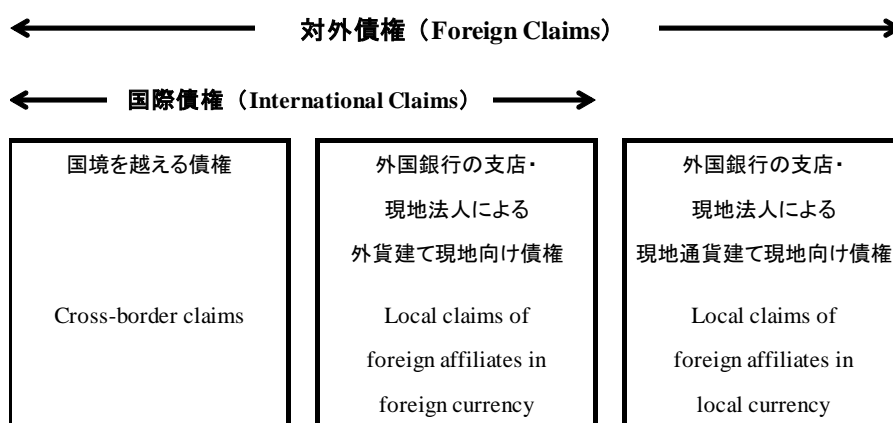 対外債権（Foreign Claims）
国際債権（International Claims）
国境を越える債権
Cross-border claims
外国銀行の支店・
現地法人による
外貨建て現地向け債権
Local claims of
foreign affiliates in
foreign currency
外国銀行の支店・
現地法人による
現地通貨建て現地向け債権
Local claims of
foreign affiliates in
local currency